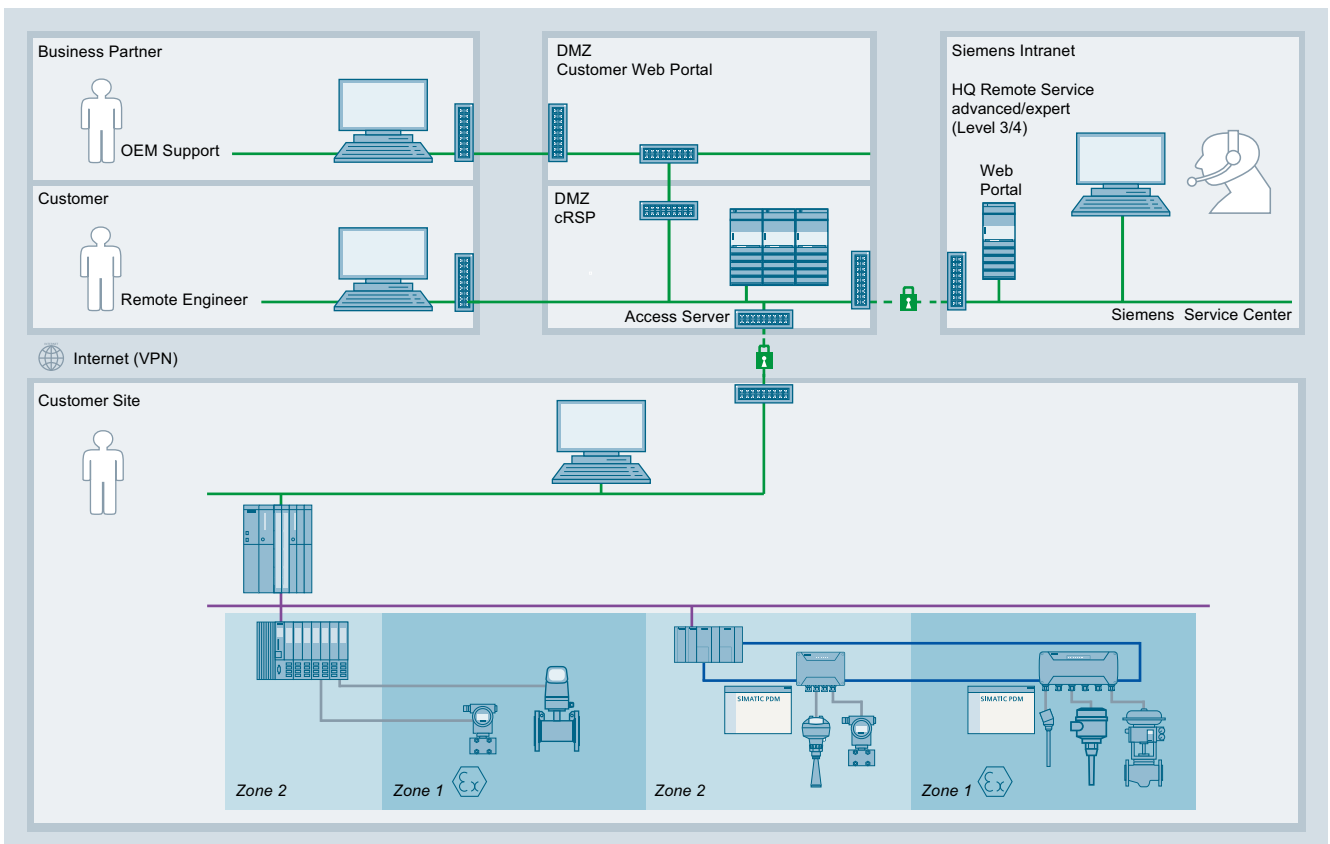 Business Partner
OEM Support
DMZ
Customer Web Portal
Siemens Intranet
HQ Remote Service
advanced/expert
(Level 3/4)
Web
Portal
Customer
Remote Engineer
DMZ
cRSP
Access Server
Siemens Service Center
Internet (VPN)
Customer Site
SIMATIC PDM
SIMATIC PDM
Zone 2
Zone 1
Ex
Zone 2
Zone 1
Ex